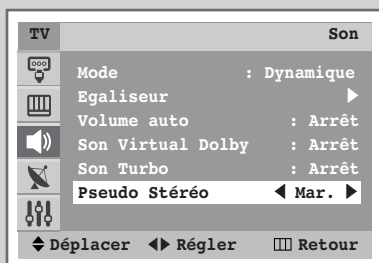 TV Son
Mode : Dynamique
Egaliseur
Volume auto : Arrêt
Son Virtual Dolby : Arrêt
Son Turbo : Arrêt
Pseudo Stéréo Mar.
Déplacer Régler Retour